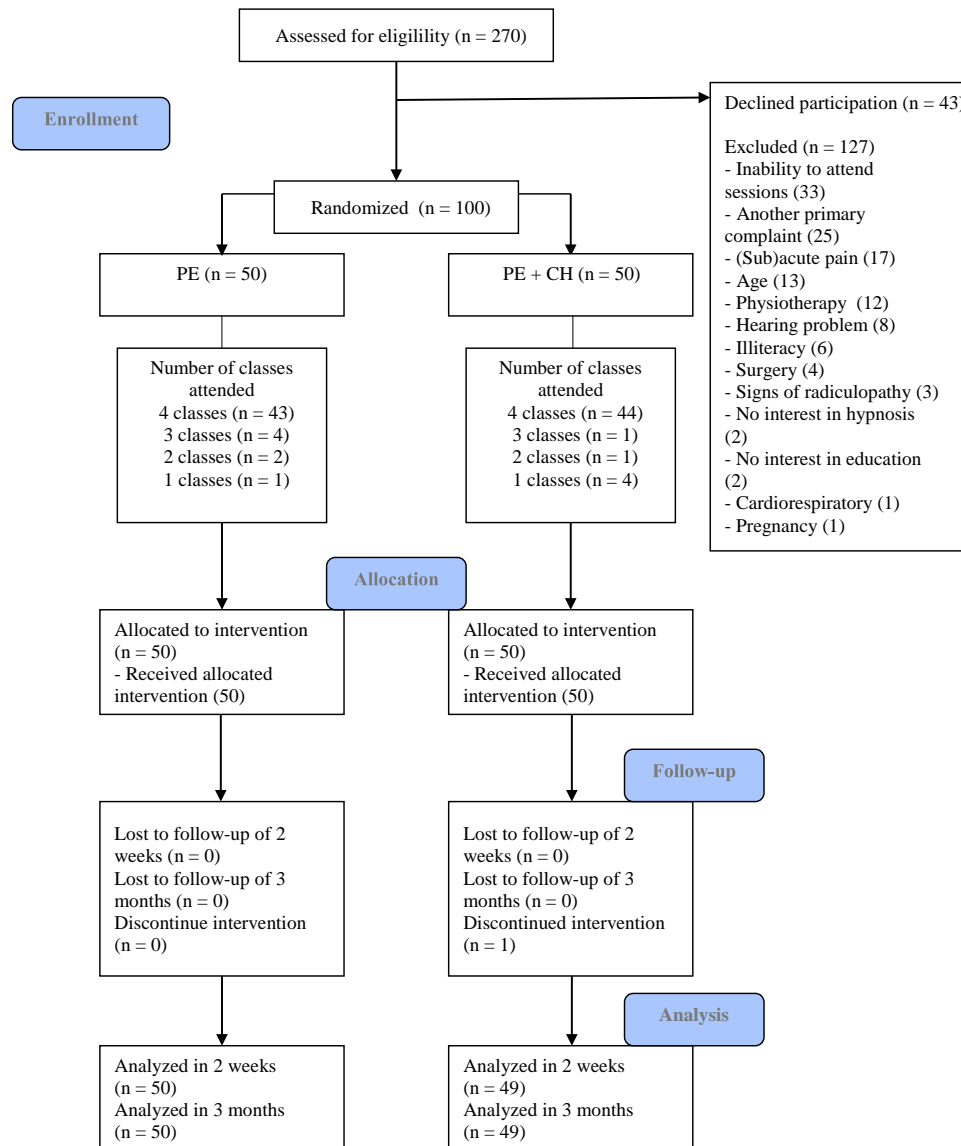 Assessed for eligilility (n = 270)
Enrollment
Declined participation (n = 43)
Excluded (n = 127)
- Inability to attend
sessions (33)
- Another primary
complaint (25)
- (Sub)acute pain (17)
- Age (13)
- Physiotherapy (12)
- Hearing problem (8)
- Illiteracy (6)
- Surgery (4)
- Signs of radiculopathy (3)
- No interest in hypnosis
(2)
- No interest in education
(2)
- Cardiorespiratory (1)
- Pregnancy (1)
Randomized (n = 100)
PE (n = 50)
PE + CH (n = 50)
Number of classes
attended
4 classes (n = 43)
3 classes (n = 4)
2 classes (n = 2)
1 classes (n = 1)
Number of classes
attended
4 classes (n = 44)
3 classes (n = 1)
2 classes (n = 1)
1 classes (n = 4)
Allocation
Allocated to intervention
(n = 50)
- Received allocated
intervention (50)
Allocated to intervention
(n = 50)
- Received allocated
intervention (50)
Follow-up
Lost to follow-up of 2
weeks (n = 0)
Lost to follow-up of 3
months (n = 0)
Discontinue intervention
(n = 0)
Lost to follow-up of 2
weeks (n = 0)
Lost to follow-up of 3
months (n = 0)
Discontinued intervention
(n = 1)
Analysis
Analyzed in 2 weeks
(n = 50)
Analyzed in 3 months
(n = 50)
Analyzed in 2 weeks
(n = 49)
Analyzed in 3 months
(n = 49)